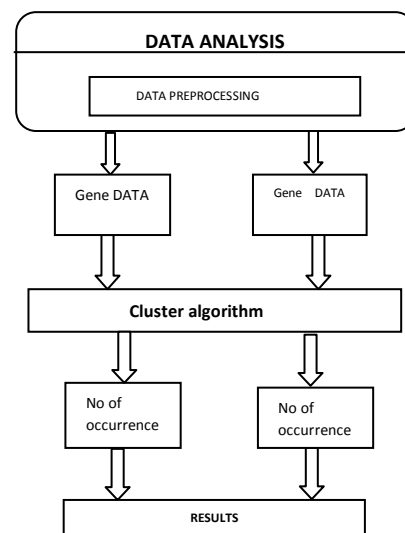 DATA ANALYSIS
DATA PREPROCESSING
Gene DATA
Gene DATA
Cluster algorithm
No of
occurrence
No of
occurrence
RESULTS